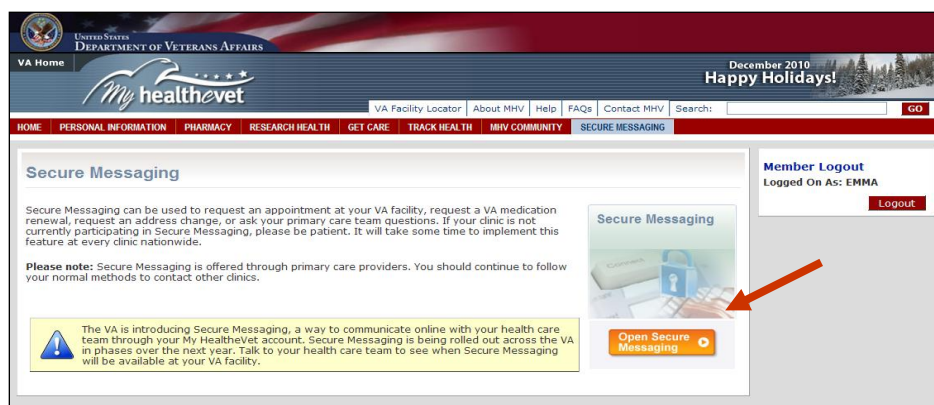 United States
Department of Veterans Affairs
VA Home
My healthevet
December 2010
Happy Holidays!
VA Facility Locator About MHV Help FAQs Contact MHV Search: GO
HOME PERSONAL INFORMATION PHARMACY RESEARCH HEALTH GET CARE TRACK HEALTH MHV COMMUNITY SECURE MESSAGING
Secure Messaging
Secure Messaging can be used to request an appointment at your VA facility, request a VA medication
renewal, request an address change, or ask your primary care team questions. If your clinic is not
currently participating in Secure Messaging, please be patient. It will take some time to implement this
feature at every clinic nationwide.
Please note: Secure Messaging is offered through primary care providers. You should continue to follow
your normal methods to contact other clinics.
The VA is introducing Secure Messaging, a way to communicate online with your health care
team through your My HealtheVet account. Secure Messaging is being rolled out across the VA
in phases over the next year. Talk to your health care team to see when Secure Messaging
will be available at your VA facility.
Secure Messaging
Connect
Open Secure
Messaging
Member Logout
Logged On As: EMMA
Logout